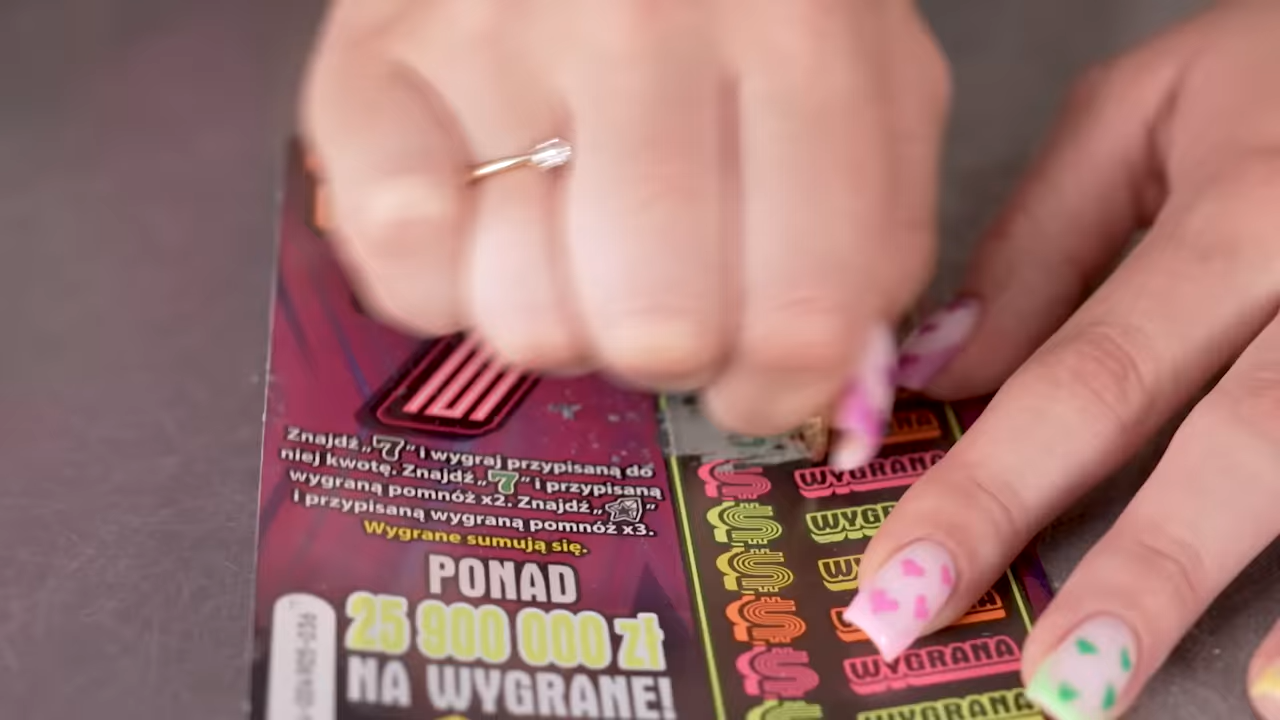 Znajdź „7” i wygraj przypisaną do
niej kwotę. Znajdź „7” i przypisaną
wygraną pomnóż x2. Znajdź „
i przypisaną wygraną pomnóż x3.
Wygrane sumują się.
PONAD
25 900 000 zł
NA WYGRANE!
WYGRANA
WYGRANA
WYGRANA